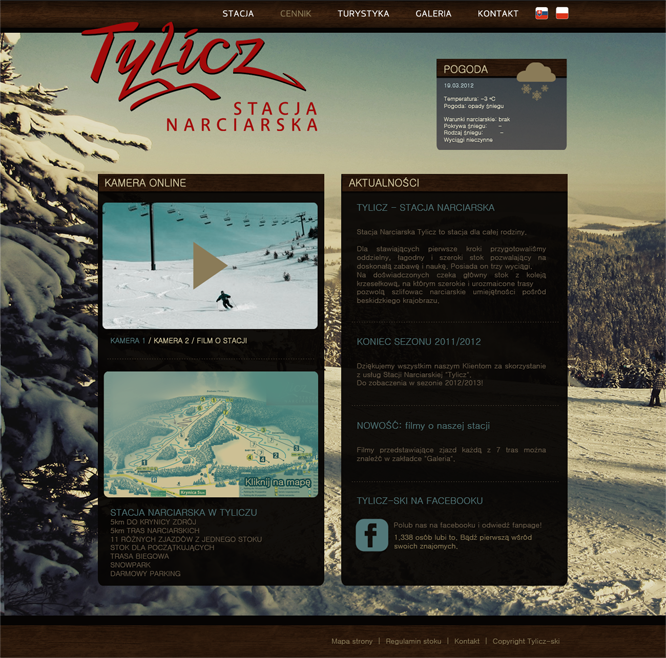 STACJA CENNIK TURYSTYKA GALERIA KONTAKT
Tylicz
STACJA
NARCIARSKA
POGODA
19.03.2012
Temperatura: -3 °C
Pogoda: opady śniegu
Warunki narciarskie: brak
Pokrywa śniegu: -
Rodzaj śniegu: -
Wyciągi nieczynne
KAMERA ONLINE
KAMERA 1 / KAMERA 2 / FILM O STACJI
Kliknij na mapę
STACJA NARCIARSKA W TYLICZU
5km DO KRYNICY ZDRÓJ
5km TRAS NARCIARSKICH
11 RÓŻNYCH ZJAZDÓW Z JEDNEGO STOKU
STOK DLA POCZĄTKUJĄCYCH
TRASA BIEGOWA
SNOWPARK
DARMOWY PARKING
AKTUALNOŚCI
TYLICZ - STACJA NARCIARSKA
Stacja Narciarska Tylicz to stacja dla całej rodziny.
Dla stawiających pierwsze kroki przygotowaliśmy
oddzielny, łagodny i szeroki stok pozwalający na
doskonałą zabawę i naukę. Posiada on trzy wyciągi.
Na doświadczonych czeka główny stok z koleją
krzesełkową, na którym szerokie i urozmaicone trasy
pozwolą szlifować narciarskie umiejętności pośród
beskidzkiego krajobrazu.
KONIEC SEZONU 2011/2012
Dziękujemy wszystkim naszym Klientom za skorzystanie
z usług Stacji Narciarskiej "Tylicz".
Do zobaczenia w sezonie 2012/2013!
NOWOŚĆ: filmy o naszej stacji
Filmy przedstawiające zjazd każdą z 7 tras można
znaleźć w zakładce "Galeria".
TYLICZ-SKI NA FACEBOOKU
Polub nas na facebooku i odwiedź fanpage!
1,338 osób lubi to. Bądź pierwszą wśród
swoich znajomych.
Mapa strony | Regulamin stoku | Kontakt | Copyright Tylicz-ski